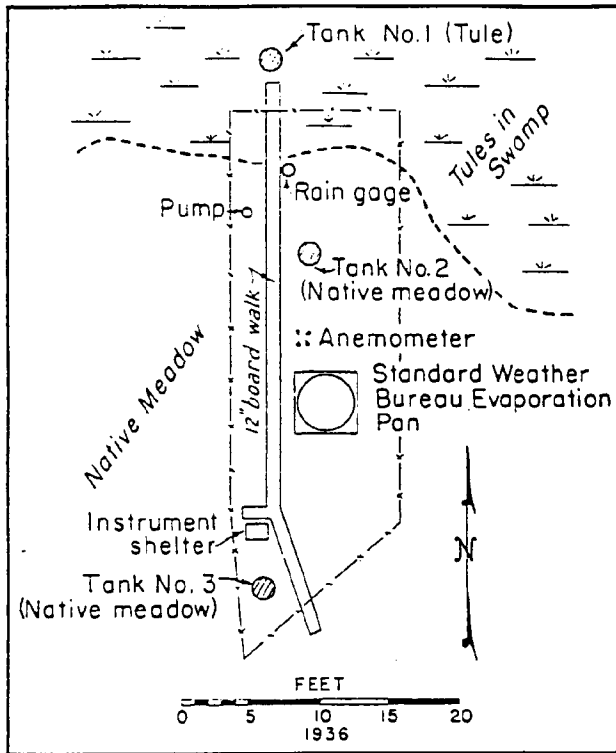 Tank No.1 (Tule)
Tules in
Swamp
Rain gage
Pump
Tank No.2
(Native meadow)
12" board walk
Anemometer
Native Meadow
Standard Weather
Bureau Evaporation
Pan
Instrument
shelter
N
Tank No. 3
(Native meadow)
FEET
0 5 10 15 20
1936